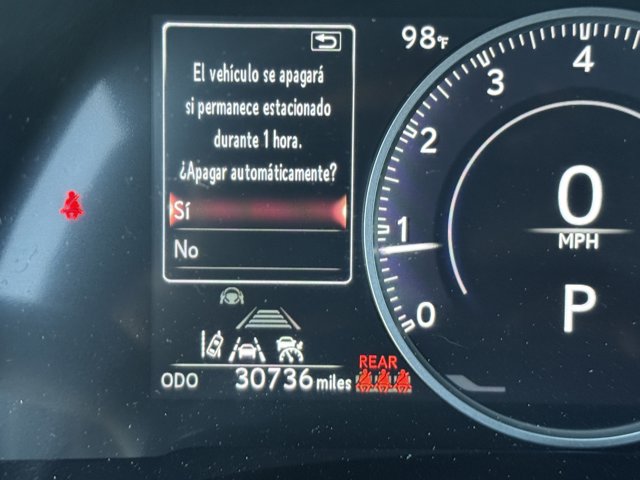 98°F
El vehículo se apagará
si permanece estacionado
durante 1 hora.
¿Apagar automáticamente?
Sí
No
4
3
2
1
0
0
MPH
P
REAR
ODO 30736 miles